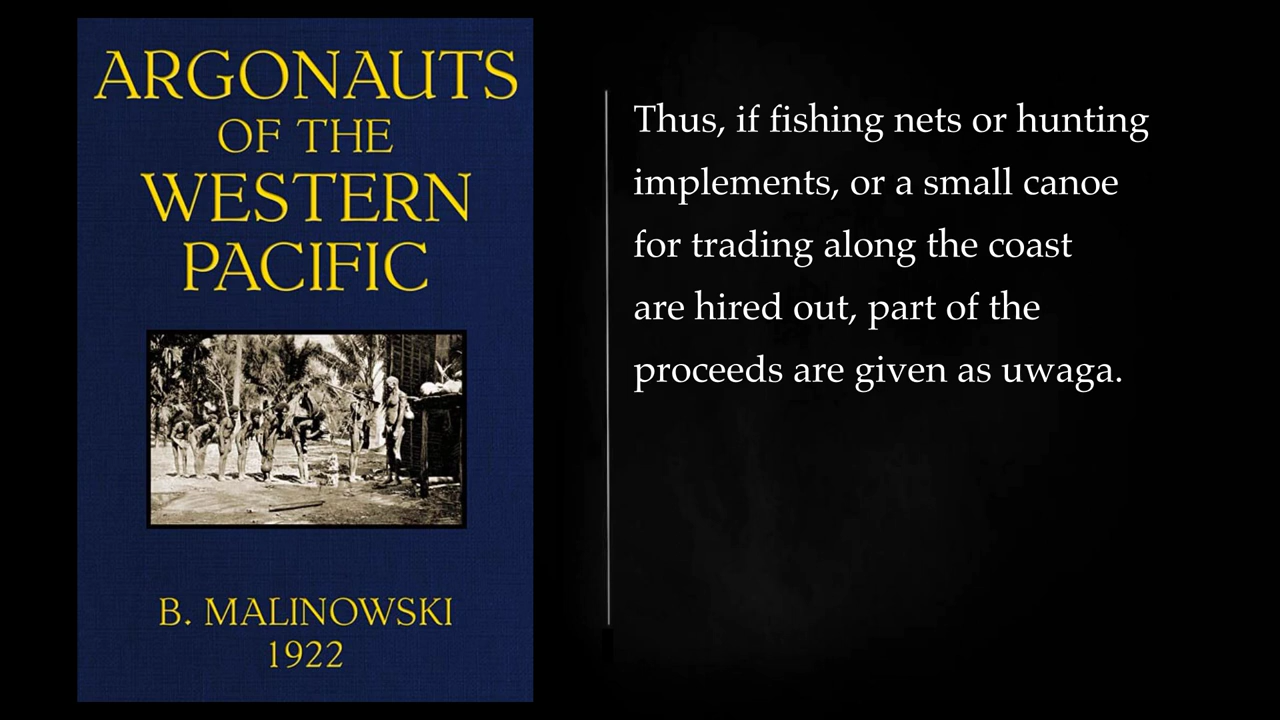 ARGONAUTS
OF THE
WESTERN
PACIFIC
B. MALINOWSKI
1922
Thus, if fishing nets or hunting
implements, or a small canoe
for trading along the coast
are hired out, part of the
proceeds are given as uwaga.